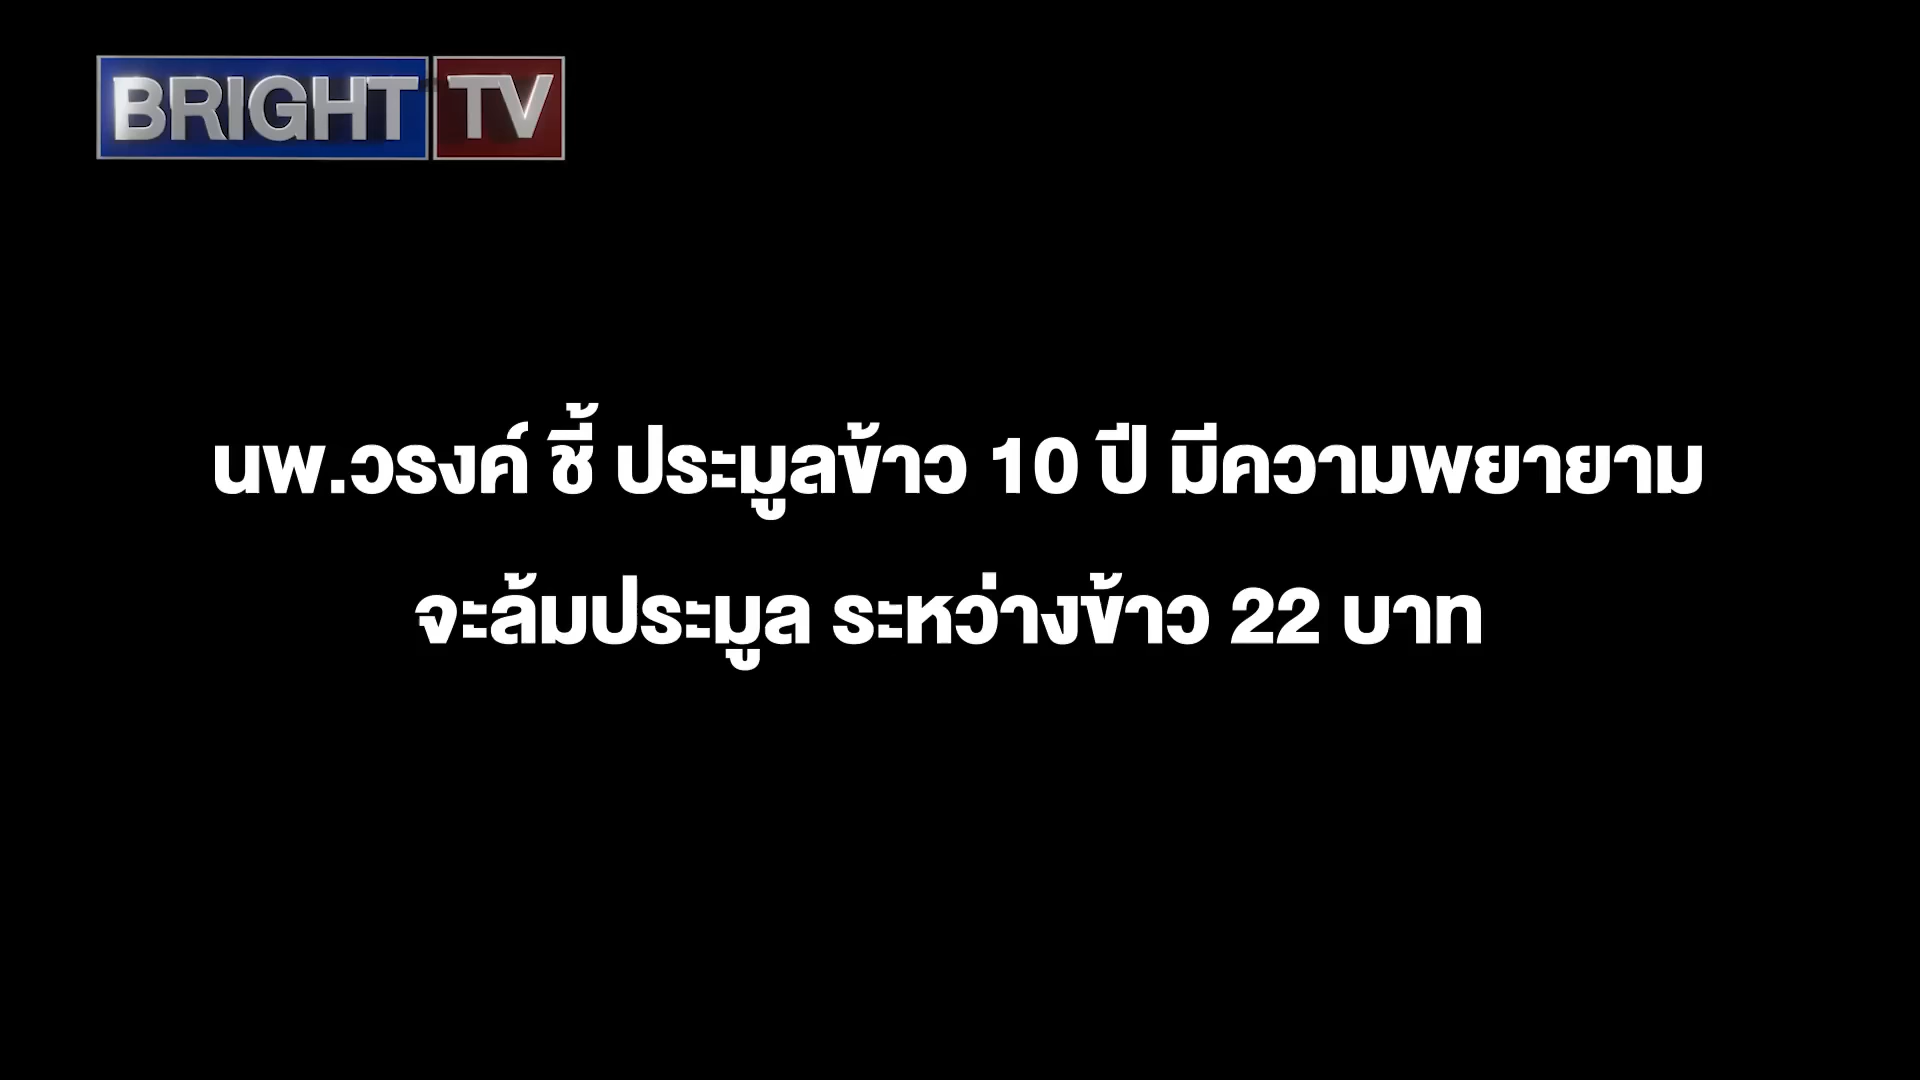 BRIGHT TV
นพ.วรงค์ ชี้ ประมูลข้าว 10 ปี มีความพยายาม
จะล้มประมูล ระหว่างข้าว 22 บาท